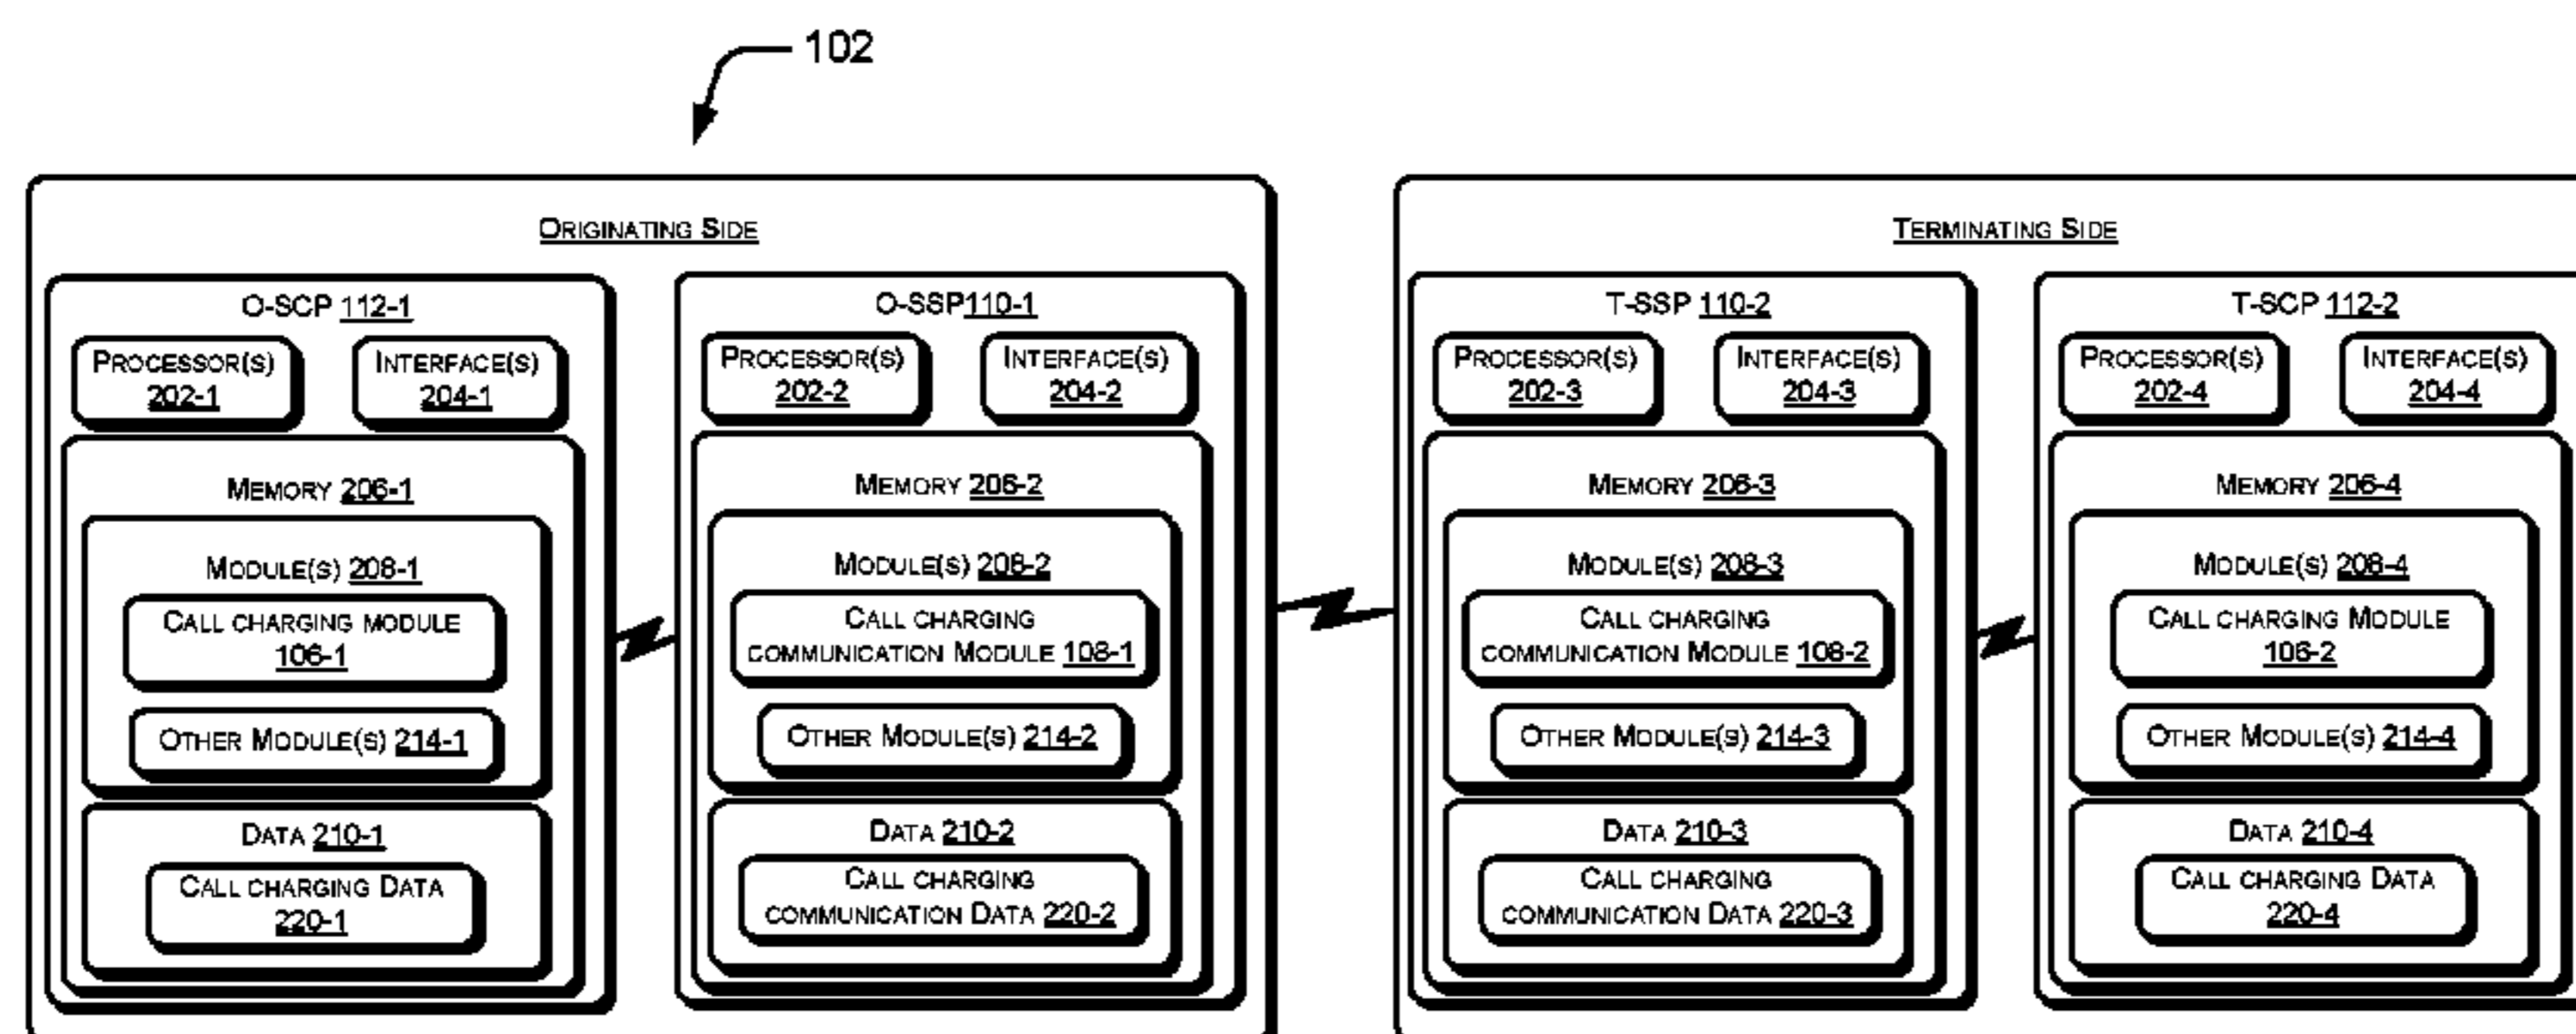 102
ORIGINATING SIDE
O-SCP 112-1
PROCESSOR(S)
202-1
INTERFACE(S)
204-1
MEMORY 206-1
MODULE(S) 208-1
CALL CHARGING MODULE
106-1
OTHER MODULE(S) 214-1
DATA 210-1
CALL CHARGING DATA
220-1
O-SSP110-1
PROCESSOR(S)
202-2
INTERFACE(S)
204-2
MEMORY 206-2
MODULE(S) 208-2
CALL CHARGING
COMMUNICATION MODULE 108-1
OTHER MODULE(S) 214-2
DATA 210-2
CALL CHARGING
COMMUNICATION DATA 220-2
TERMINATING SIDE
T-SSP 110-2
PROCESSOR(S)
202-3
INTERFACE(S)
204-3
MEMORY 206-3
MODULE(S) 208-3
CALL CHARGING
COMMUNICATION MODULE 108-2
OTHER MODULE(S) 214-3
DATA 210-3
CALL CHARGING
COMMUNICATION DATA 220-3
T-SCP 112-2
PROCESSOR(S)
202-4
INTERFACE(S)
204-4
MEMORY 206-4
MODULE(S) 208-4
CALL CHARGING MODULE
106-2
OTHER MODULE(S) 214-4
DATA 210-4
CALL CHARGING DATA
220-4